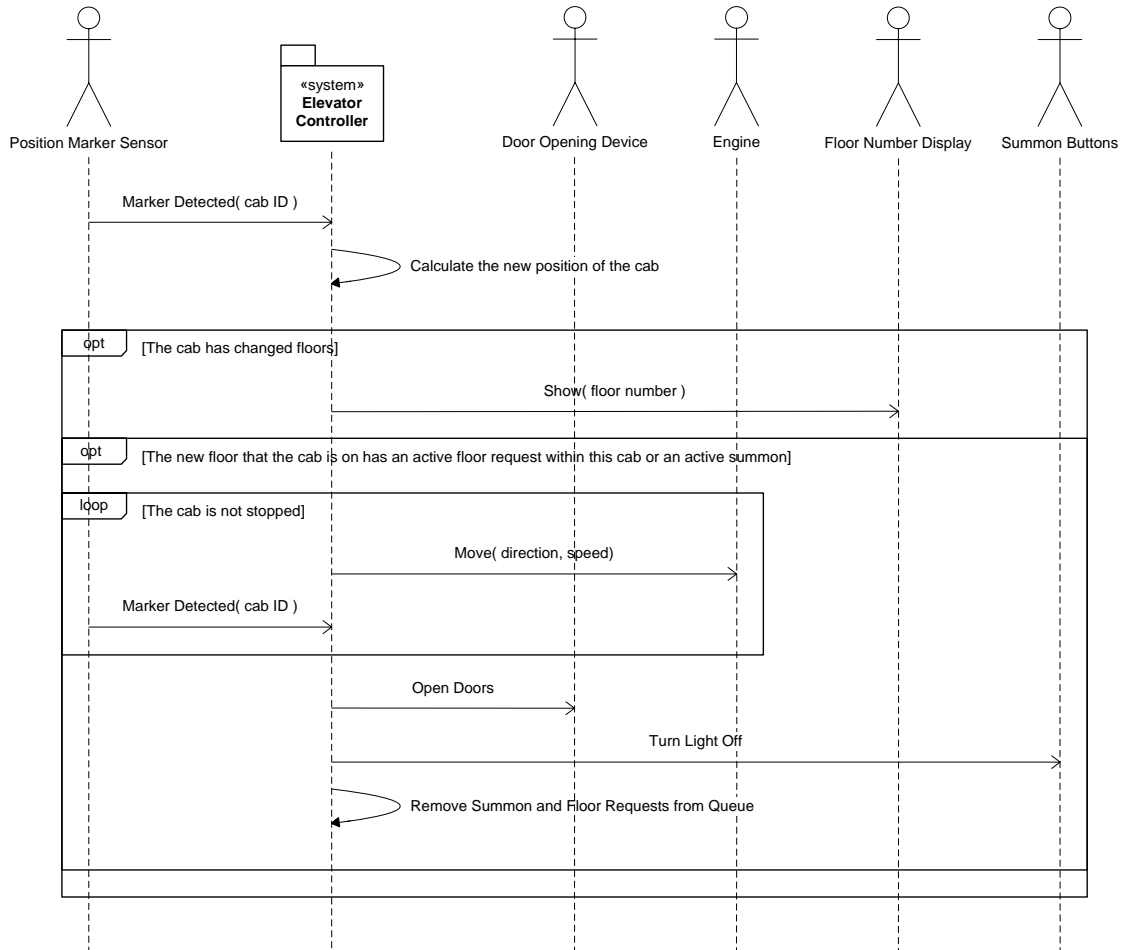 «system»
Elevator
Controller
Position Marker Sensor
Door Opening Device
Engine
Floor Number Display
Summon Buttons
Marker Detected( cab ID )
Calculate the new position of the cab
opt
[The cab has changed floors]
Show( floor number )
opt
[The new floor that the cab is on has an active floor request within this cab or an active summon]
loop
[The cab is not stopped]
Move( direction, speed)
Marker Detected( cab ID )
Open Doors
Turn Light Off
Remove Summon and Floor Requests from Queue